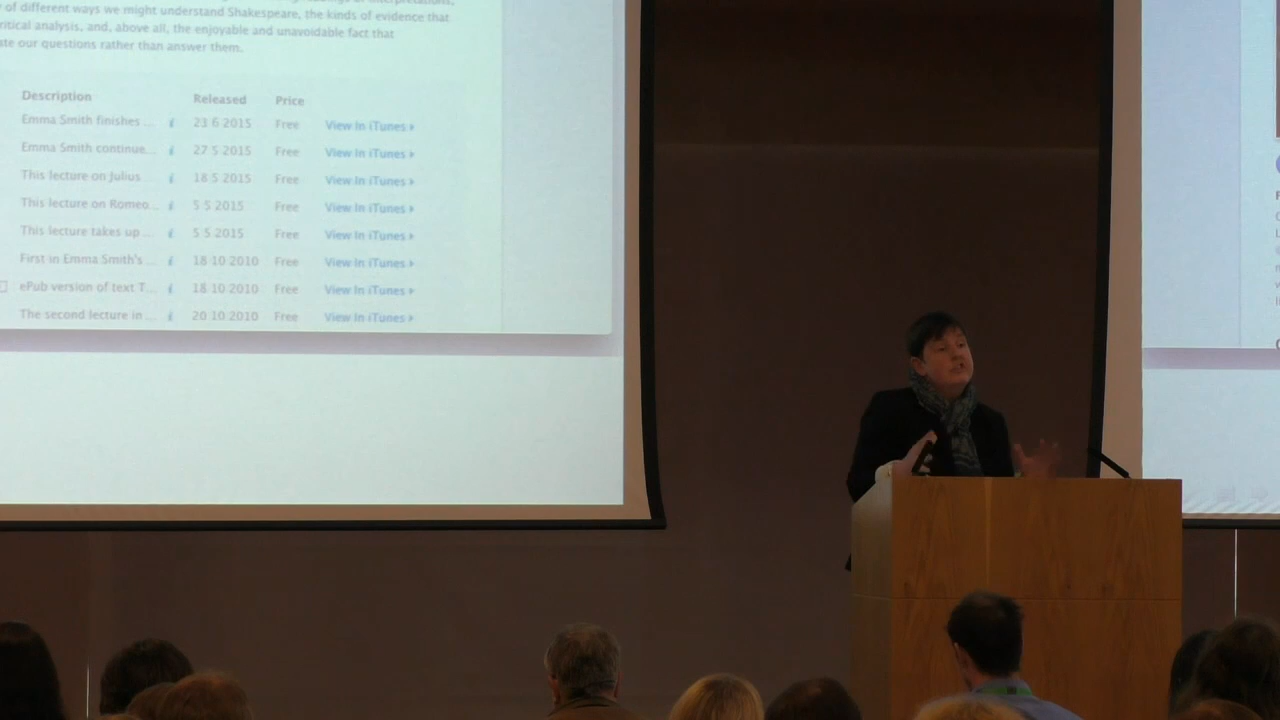 of different ways we might understand Shakespeare, the kinds of evidence that
critical analysis, and, above all, the enjoyable and unavoidable fact that
our questions rather than answer them.
Description Released Price
Emma Smith finishes ... 23 6 2015 Free View In iTunes
Emma Smith continue... 27 5 2015 Free View In iTunes
This lecture on Julius ... 18 5 2015 Free View In iTunes
This lecture on Romeo... 5 5 2015 Free View In iTunes
This lecture takes up ... 5 5 2015 Free View In iTunes
First in Emma Smith's ... 18 10 2010 Free View In iTunes
ePub version of text T... 18 10 2010 Free View In iTunes
The second lecture in ... 20 10 2010 Free View In iTunes